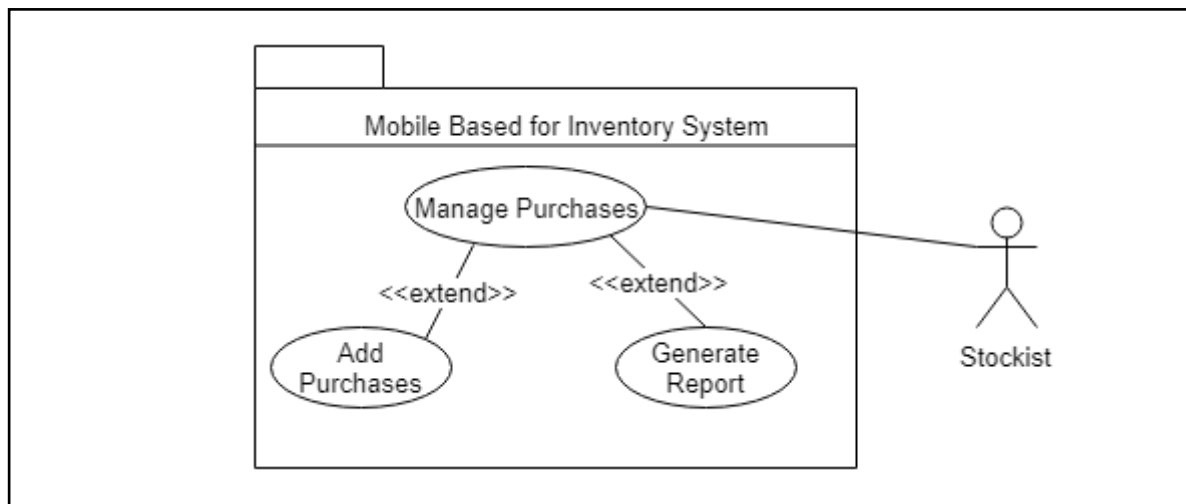 Mobile Based for Inventory System
Manage Purchases
<<extend>>
<<extend>>
Add
Purchases
Generate
Report
Stockist